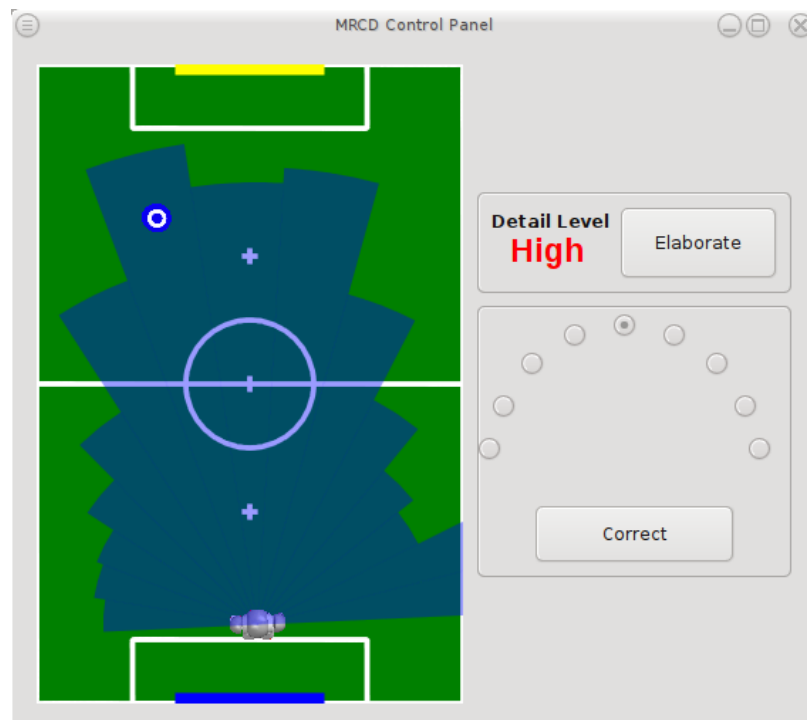 MRCD Control Panel
Detail Level
High
Elaborate
Correct